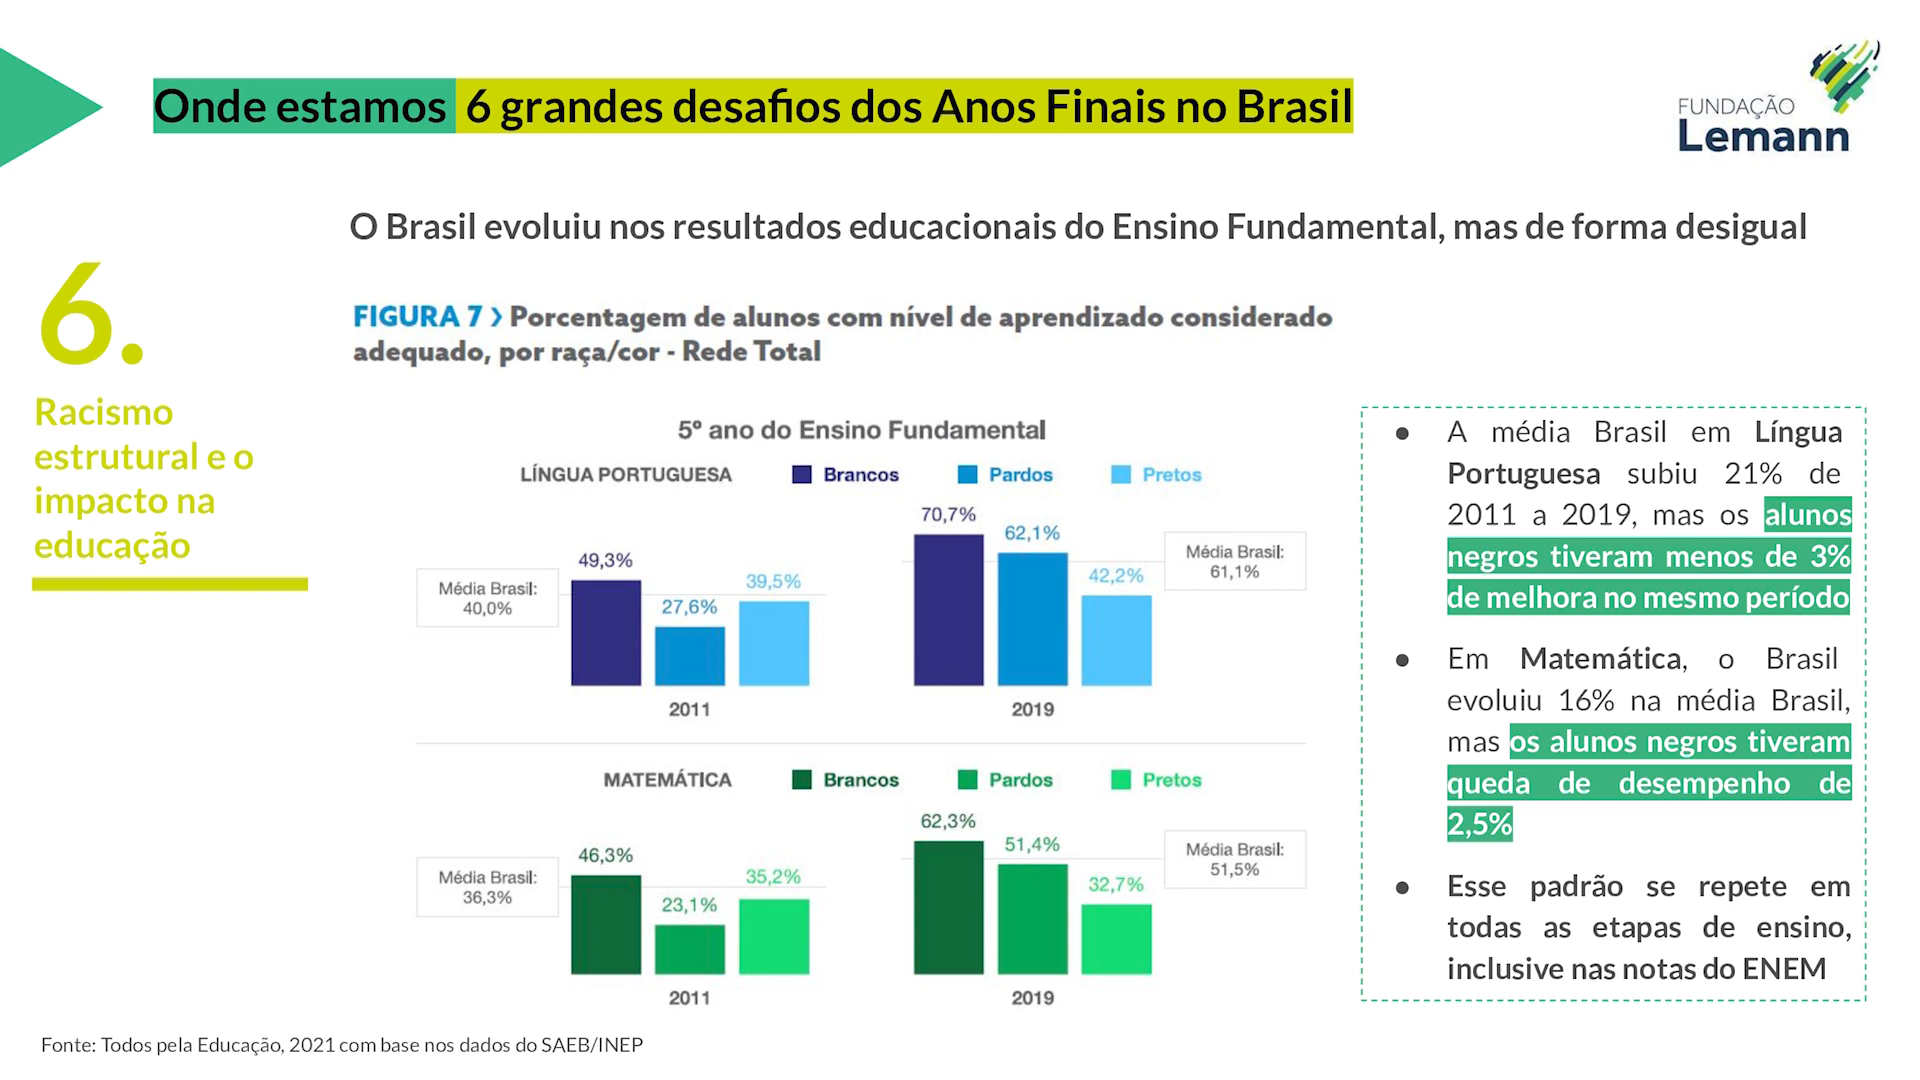 Onde estamos 6 grandes desafios dos Anos Finais no Brasil
FUNDAÇÃO
Lemann
O Brasil evoluiu nos resultados educacionais do Ensino Fundamental, mas de forma desigual
6.
Racismo
estrutural e o
impacto na
educação
FIGURA 7 › Porcentagem de alunos com nível de aprendizado considerado
adequado, por raça/cor - Rede Total
5º ano do Ensino Fundamental
LÍNGUA PORTUGUESA Brancos Pardos Pretos
Média Brasil:
40,0%
49,3%
27,6%
39,5%
2011
70,7%
62,1%
42,2%
Média Brasil:
61,1%
2019
MATEMÁTICA Brancos Pardos Pretos
Média Brasil:
36,3%
46,3%
23,1%
35,2%
2011
62,3%
51,4%
32,7%
Média Brasil:
51,5%
2019
● A média Brasil em Língua
Portuguesa subiu 21% de
2011 a 2019, mas os alunos
negros tiveram menos de 3%
de melhora no mesmo período
● Em Matemática, o Brasil
evoluiu 16% na média Brasil,
mas os alunos negros tiveram
queda de desempenho de
2,5%
● Esse padrão se repete em
todas as etapas de ensino,
inclusive nas notas do ENEM
Fonte: Todos pela Educação, 2021 com base nos dados do SAEB/INEP